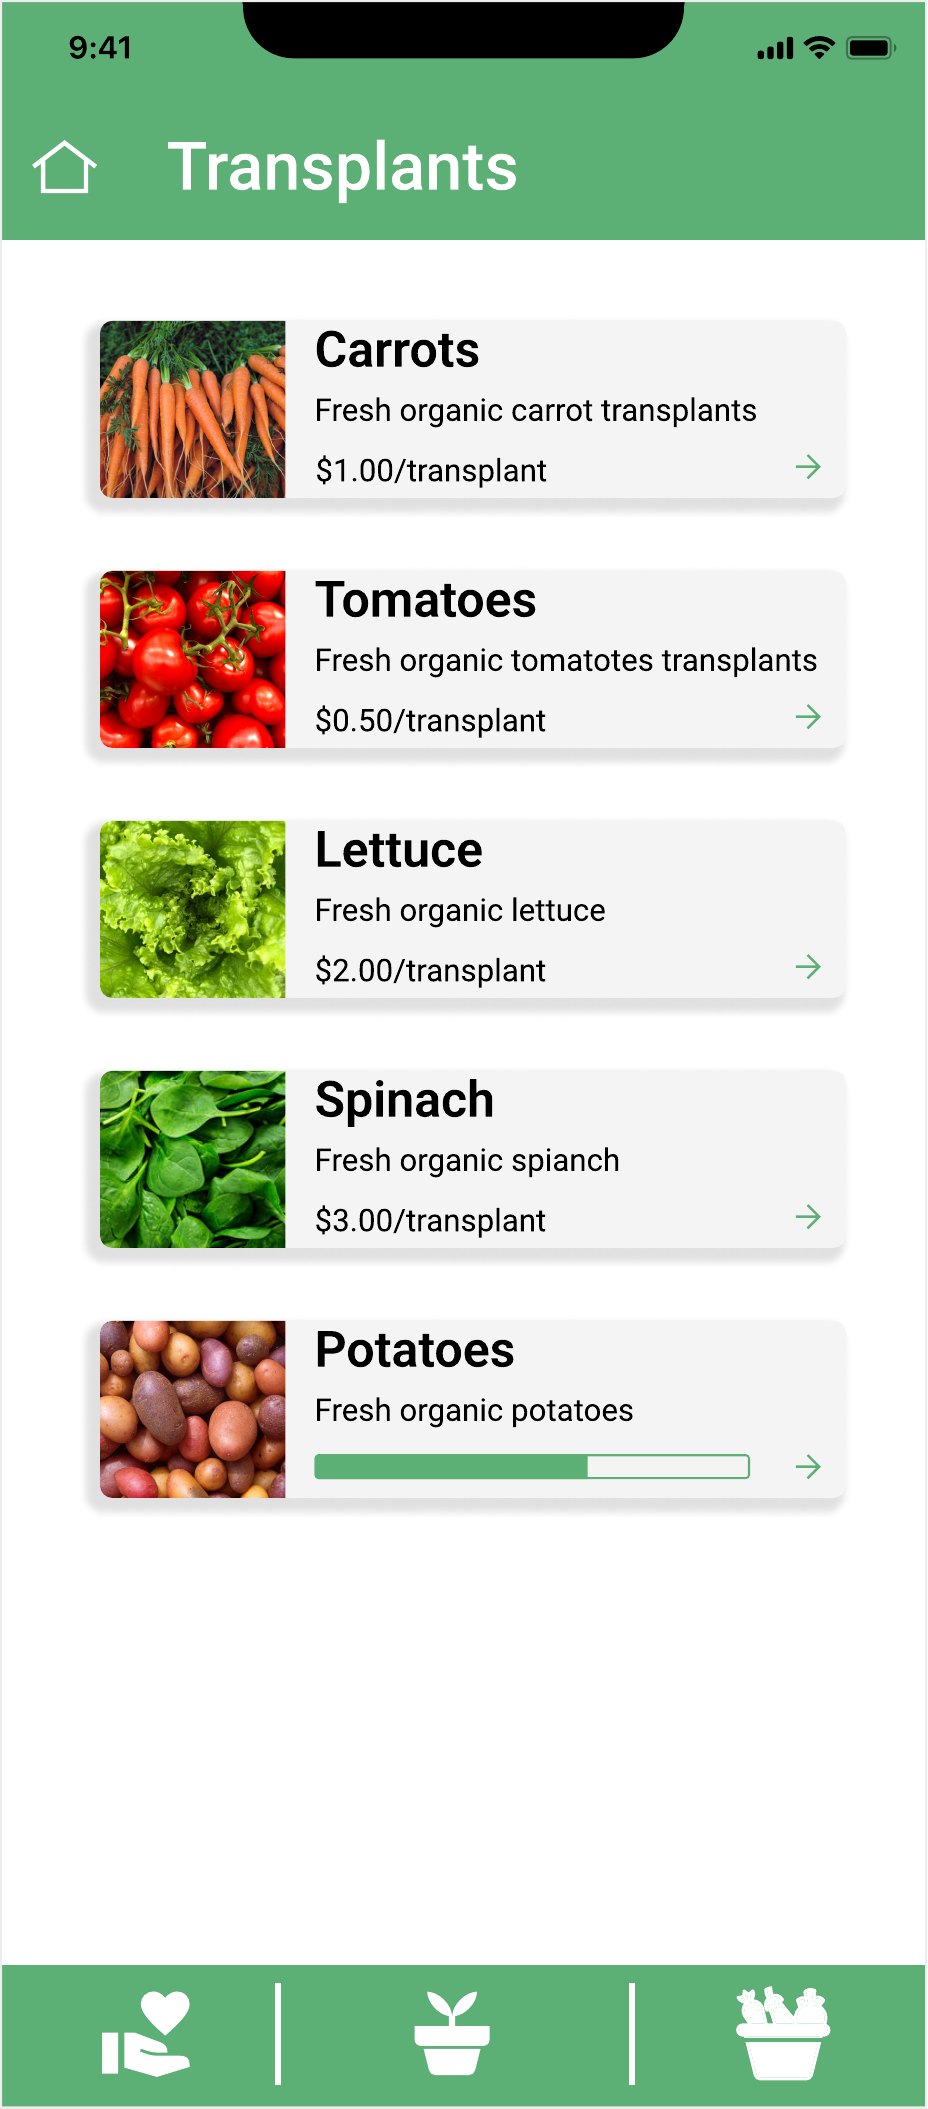 9:41
Transplants
Carrots
Fresh organic carrot transplants
$1.00/transplant
Tomatoes
Fresh organic tomatotes transplants
$0.50/transplant
Lettuce
Fresh organic lettuce
$2.00/transplant
Spinach
Fresh organic spianch
$3.00/transplant
Potatoes
Fresh organic potatoes